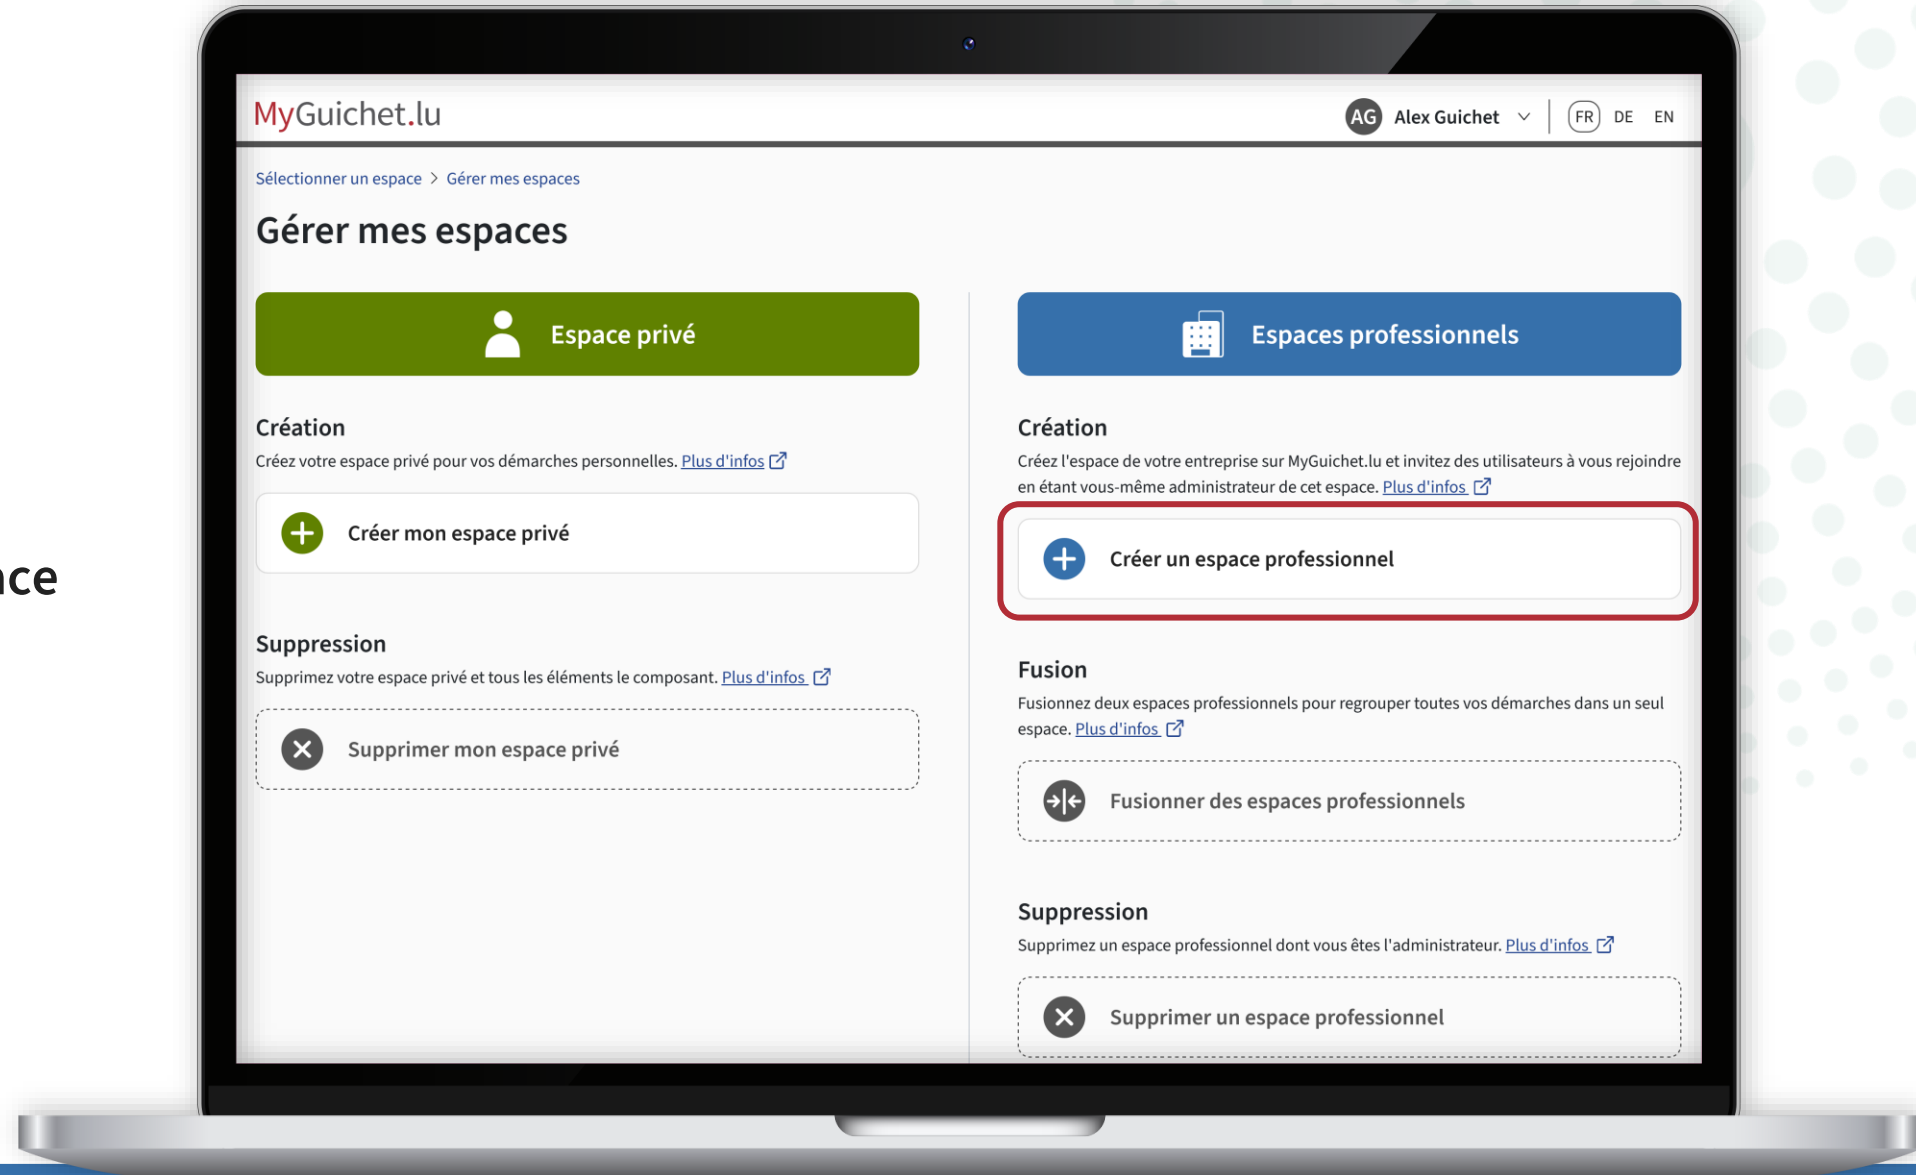 MyGuichet.lu
AG Alex Guichet FR DE EN
Sélectionner un espace > Gérer mes espaces
Gérer mes espaces
Espace privé
Création
Créez votre espace privé pour vos démarches personnelles. Plus d'infos
Créer mon espace privé
Suppression
Supprimez votre espace privé et tous les éléments le composant. Plus d'infos
Supprimer mon espace privé
Espaces professionnels
Création
Créez l'espace de votre entreprise sur MyGuichet.lu et invitez des utilisateurs à vous rejoindre
en étant vous-même administrateur de cet espace. Plus d'infos
Créer un espace professionnel
Fusion
Fusionnez deux espaces professionnels pour regrouper toutes vos démarches dans un seul
espace. Plus d'infos
Fusionner des espaces professionnels
Suppression
Supprimez un espace professionnel dont vous êtes l'administrateur. Plus d'infos
Supprimer un espace professionnel